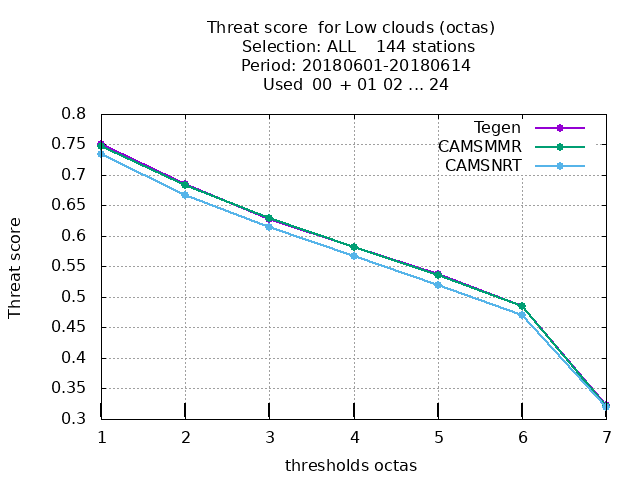 Threat score  for Low clouds (octas)
Selection: ALL    144 stations
Period: 20180601-20180614
Used  00 + 01 02 ... 24
Tegen
CAMSMMR
CAMSNRT
Threat score
0.8
0.75
0.7
0.65
0.6
0.55
0.5
0.45
0.4
0.35
0.3
1 2 3 4 5 6 7
thresholds octas